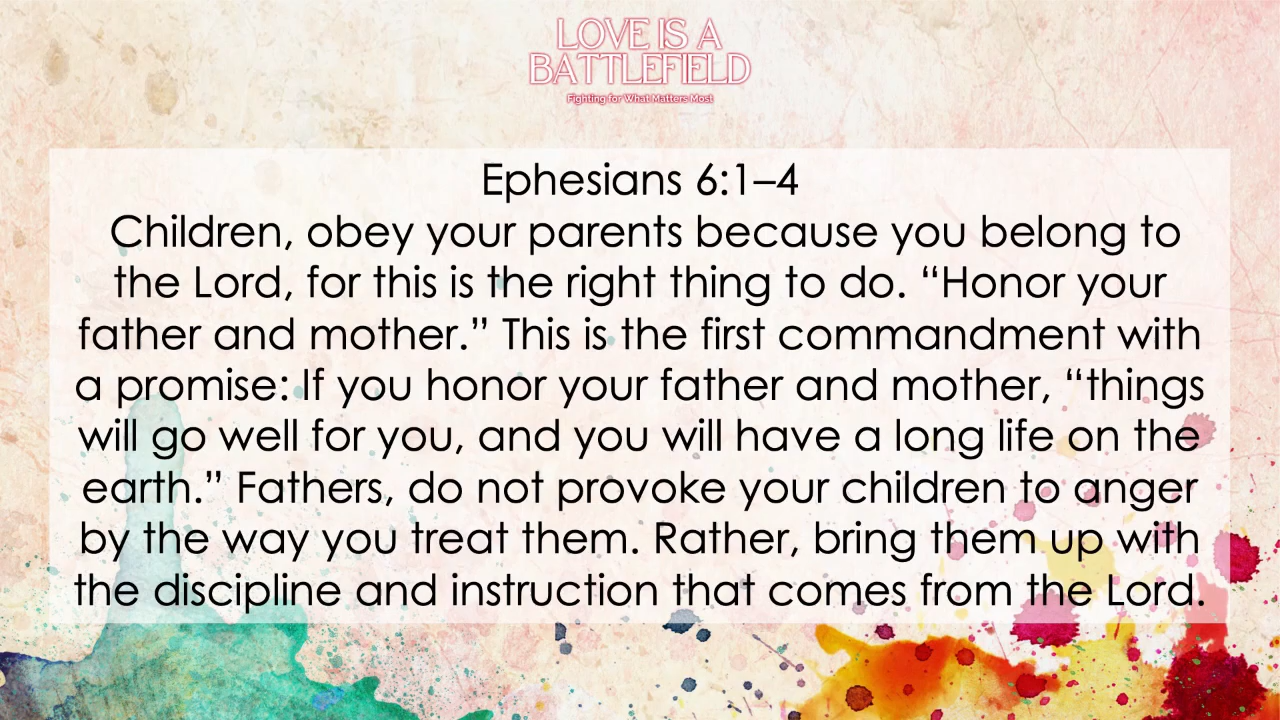 LOVE IS A
BATTLEFIELD
Fighting for What Matters Most
Ephesians 6:1–4
Children, obey your parents because you belong to
the Lord, for this is the right thing to do. “Honor your
father and mother.” This is the first commandment with
a promise: If you honor your father and mother, “things
will go well for you, and you will have a long life on the
earth.” Fathers, do not provoke your children to anger
by the way you treat them. Rather, bring them up with
the discipline and instruction that comes from the Lord.